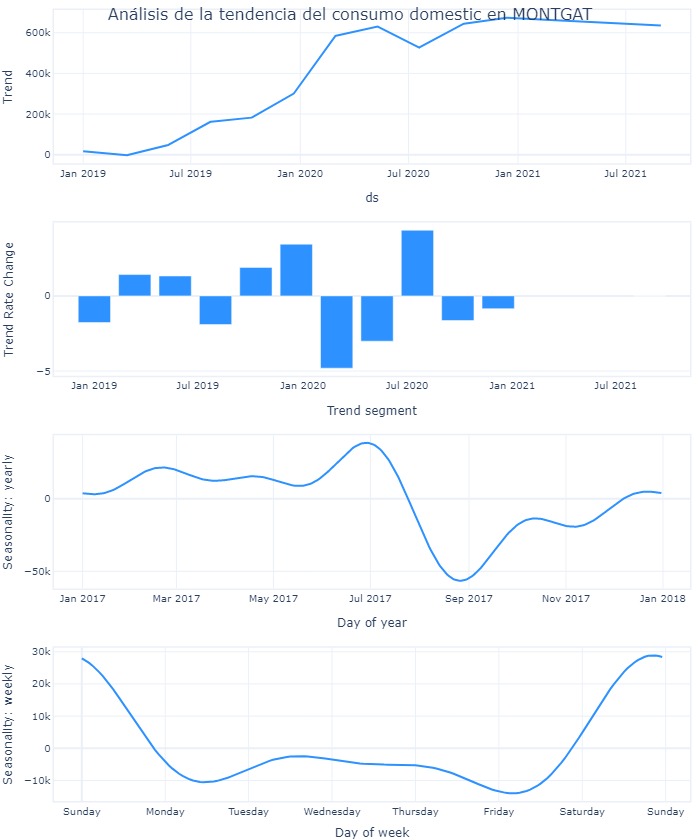 Análisis de la tendencia del consumo domestic en MONTGAT
Trend
600k
400k
200k
0
Jan 2019 Jul 2019 Jan 2020 Jul 2020 Jan 2021 Jul 2021
ds
Trend Rate Change
0
−5
Jan 2019 Jul 2019 Jan 2020 Jul 2020 Jan 2021 Jul 2021
Trend segment
Seasonality: yearly
0
−50k
Jan 2017 Mar 2017 May 2017 Jul 2017 Sep 2017 Nov 2017 Jan 2018
Day of year
Seasonality: weekly
30k
20k
10k
0
−10k
Sunday Monday Tuesday Wednesday Thursday Friday Saturday Sunday
Day of week